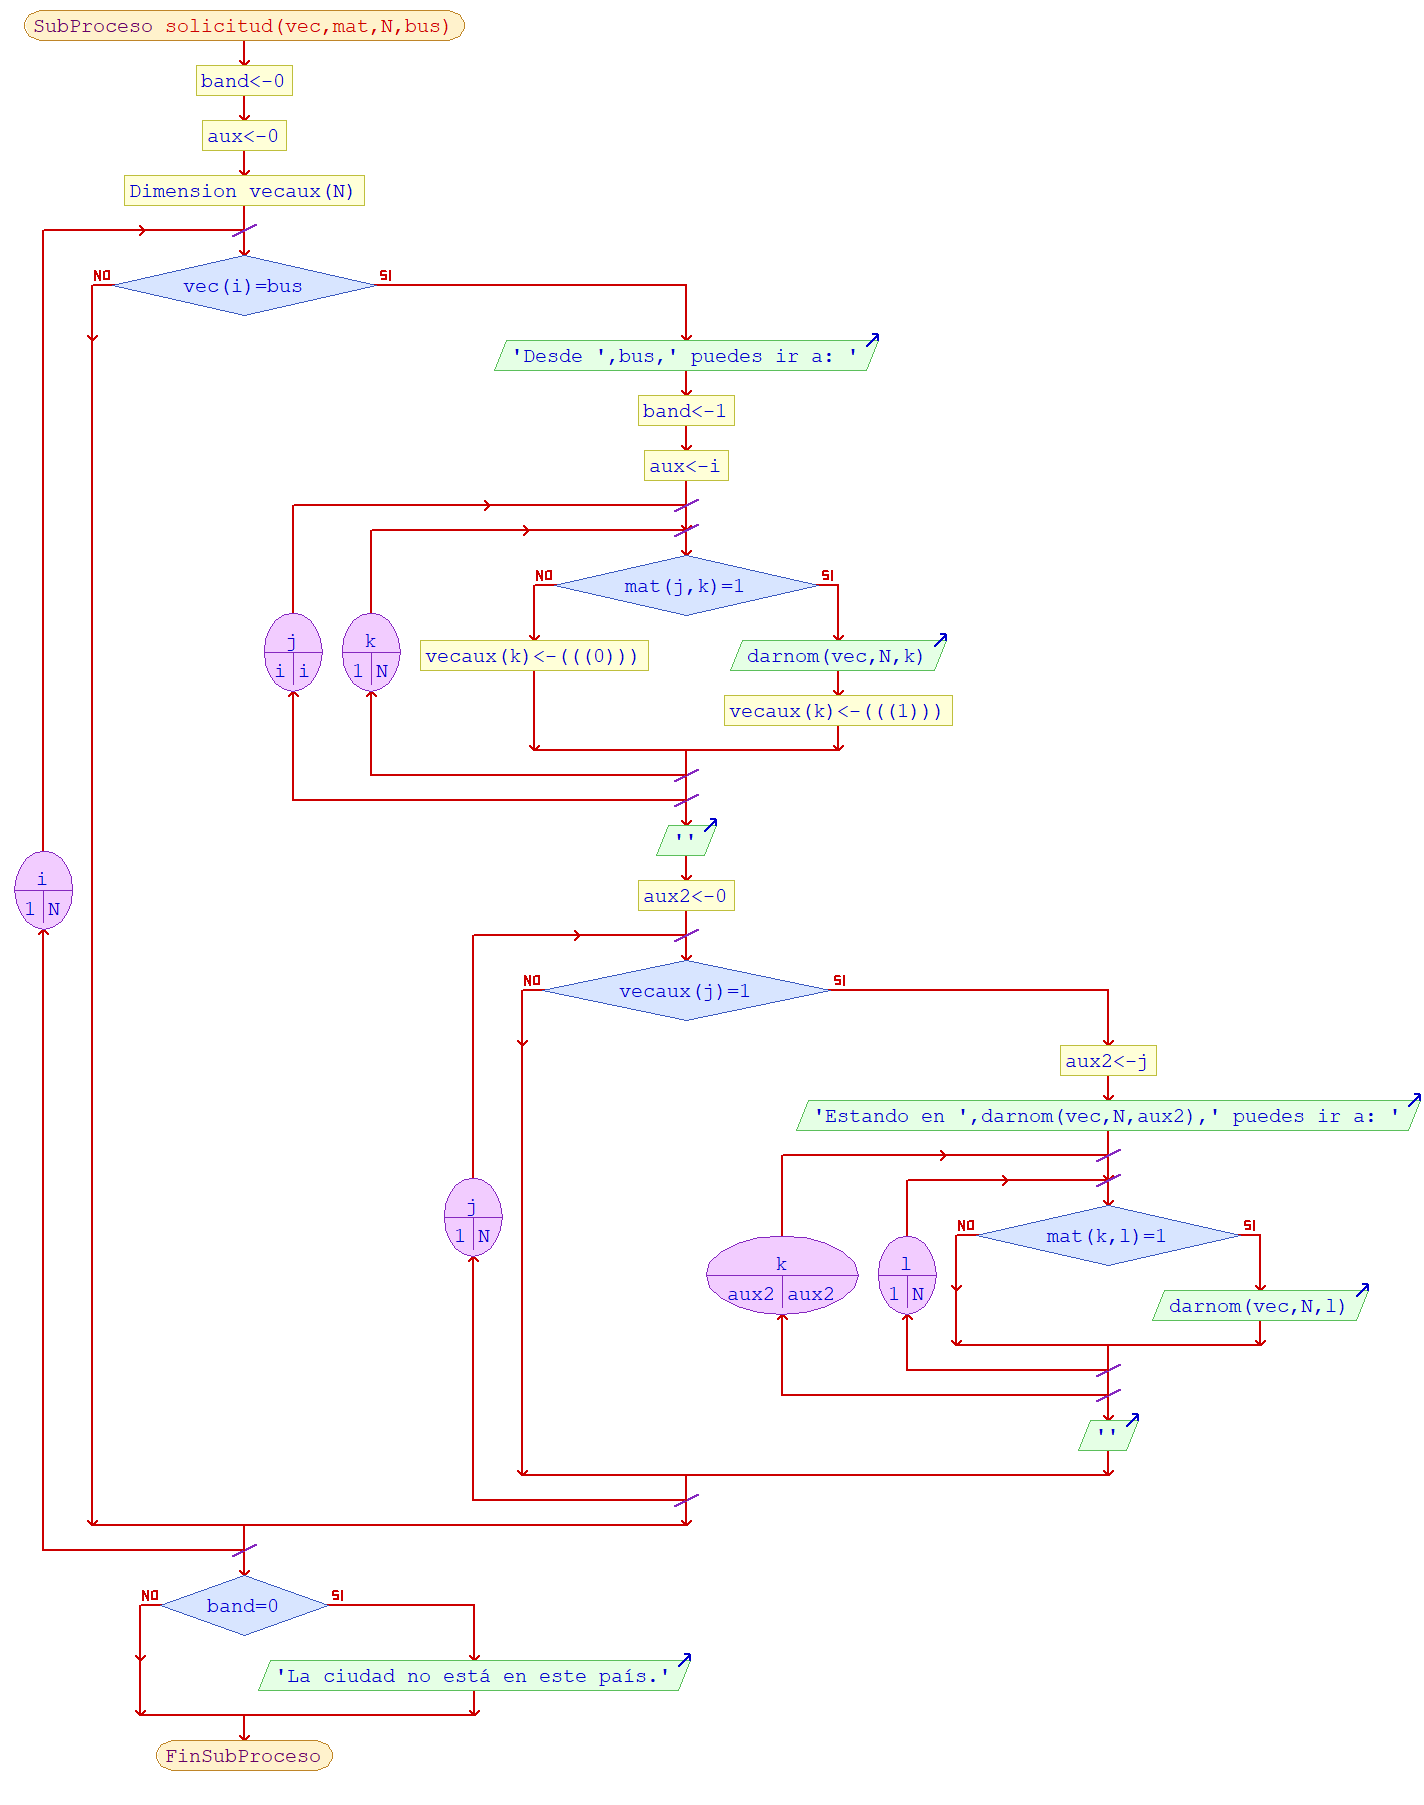 SubProceso solicitud(vec,mat,N,bus)
band<-0
aux<-0
Dimension vecaux(N)
NO
SI
vec(i)=bus
'Desde ',bus,' puedes ir a: '
band<-1
aux<-i
NO
SI
mat(j,k)=1
j
i i
k
1 N
vecaux(k)<-(((0)))
darnom(vec,N,k)
vecaux(k)<-(((1)))
''
i
1 N
aux2<-0
NO
SI
vecaux(j)=1
aux2<-j
'Estando en ',darnom(vec,N,aux2),' puedes ir a: '
j
1 N
NO
SI
mat(k,l)=1
k
aux2 aux2
l
1 N
darnom(vec,N,l)
''
NO
SI
band=0
'La ciudad no está en este país.'
FinSubProceso